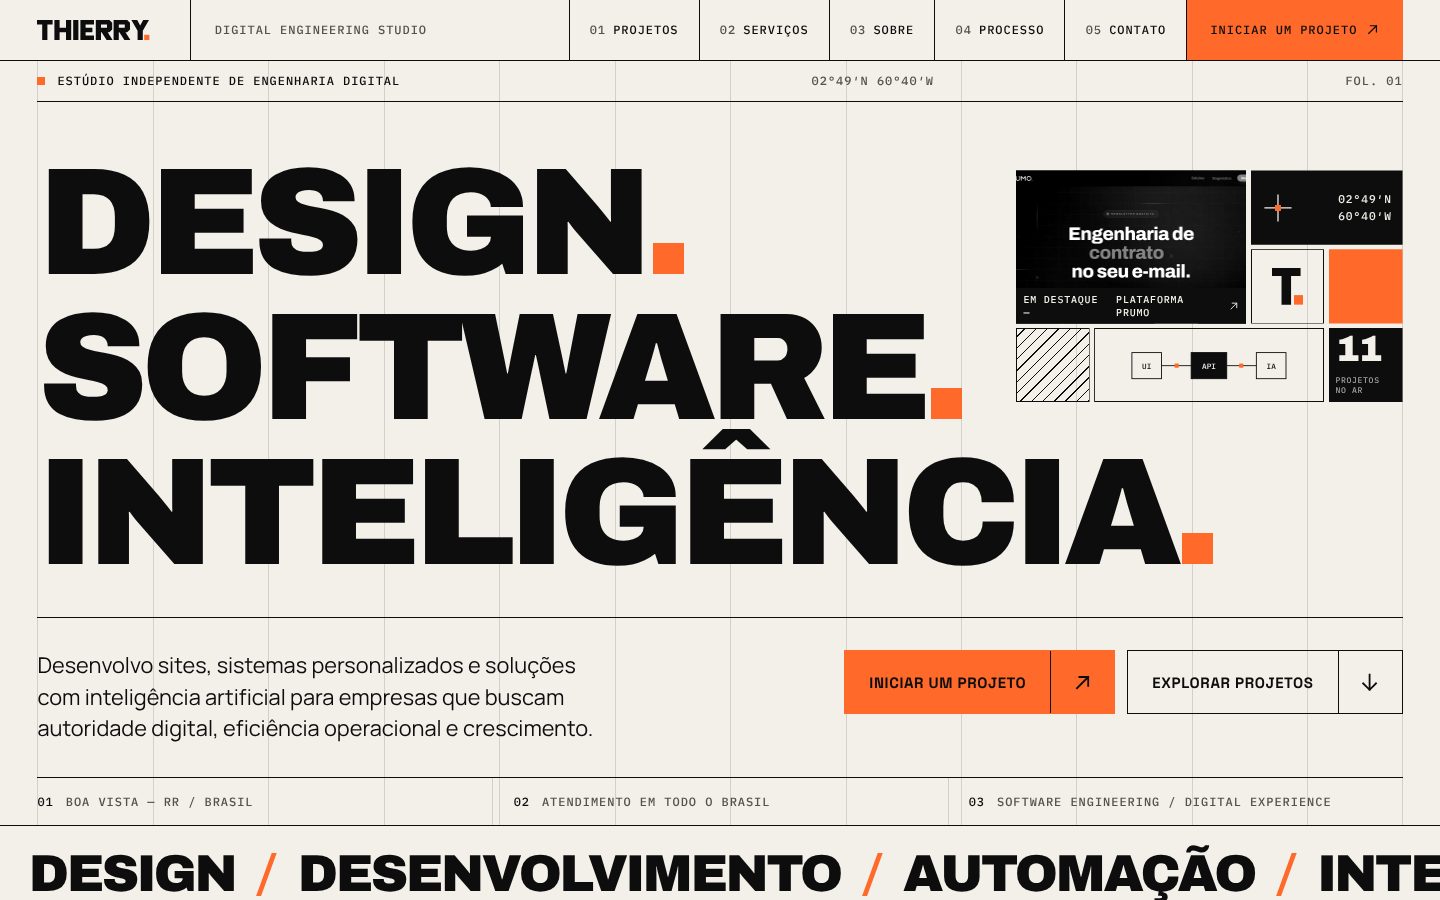 THIERRY.
DIGITAL ENGINEERING STUDIO
01 PROJETOS
02 SERVIÇOS
03 SOBRE
04 PROCESSO
05 CONTATO
INICIAR UM PROJETO
ESTÚDIO INDEPENDENTE DE ENGENHARIA DIGITAL
02°49′N 60°40′W
FOL. 01
DESIGN.
SOFTWARE.
INTELIGÊNCIA.
UMO
Engenharia de
contrato
no seu e-mail.
EM DESTAQUE —
PLATAFORMA PRUMO
02°49′N
60°40′W
T.
UI
API
IA
11
PROJETOS
NO AR
Desenvolvo sites, sistemas personalizados e soluções
com inteligência artificial para empresas que buscam
autoridade digital, eficiência operacional e crescimento.
INICIAR UM PROJETO
EXPLORAR PROJETOS
01 BOA VISTA — RR / BRASIL
02 ATENDIMENTO EM TODO O BRASIL
03 SOFTWARE ENGINEERING / DIGITAL EXPERIENCE
DESIGN / DESENVOLVIMENTO / AUTOMAÇÃO / INTE